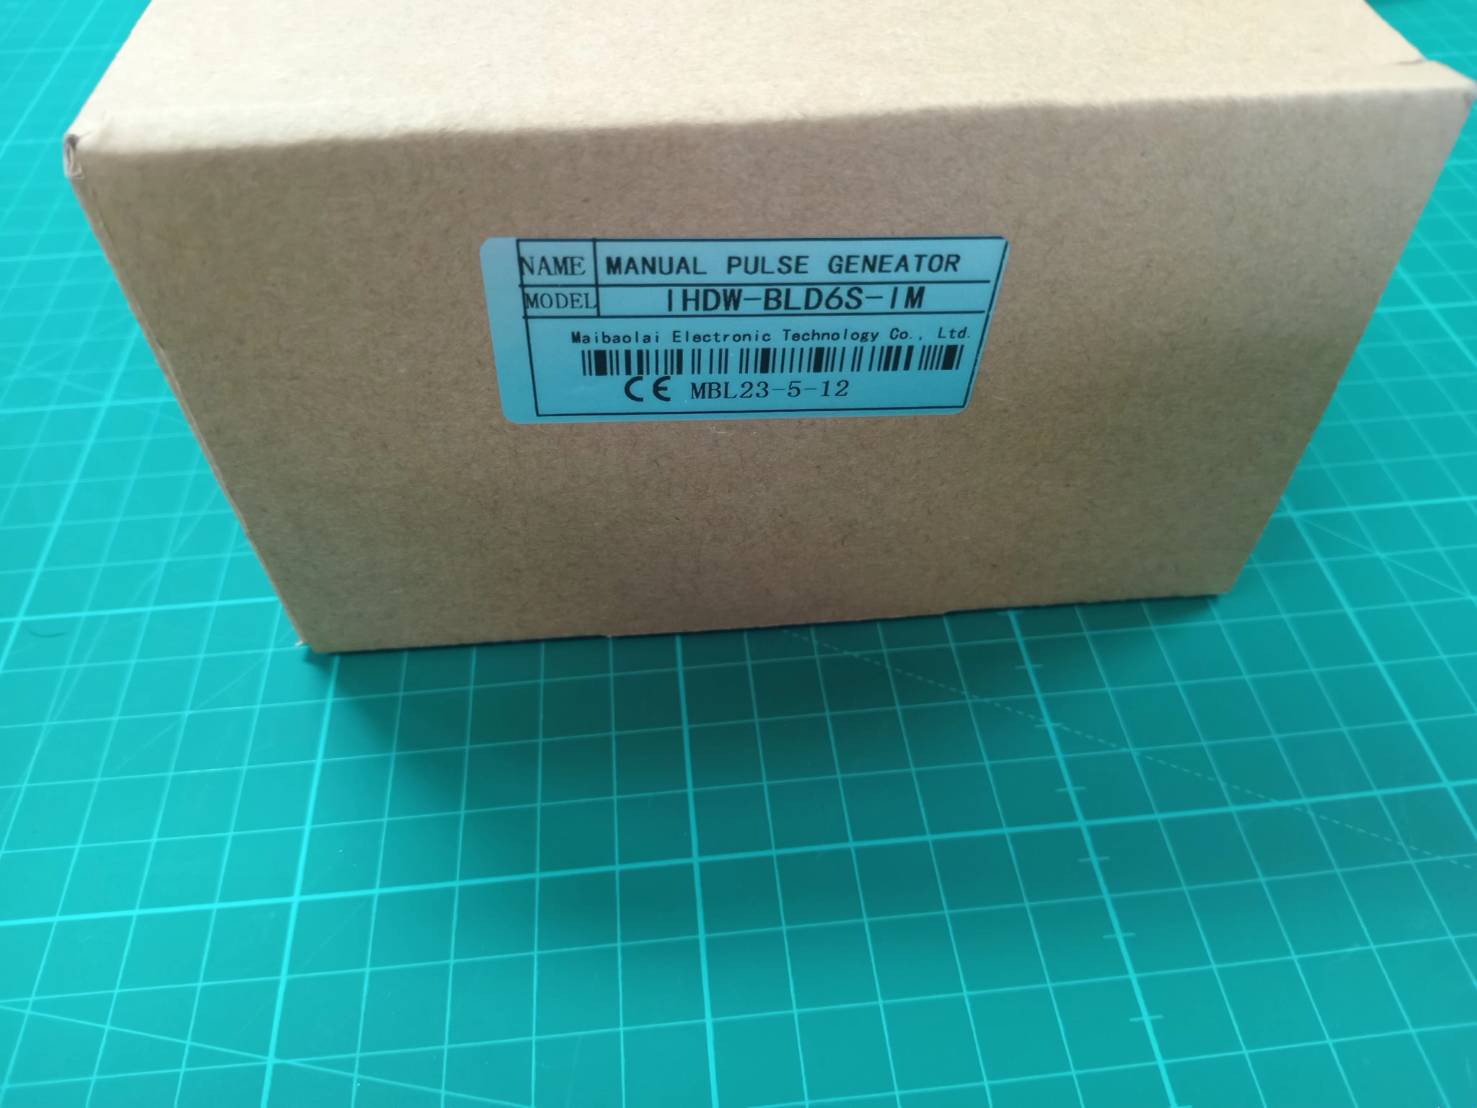 NAME MANUAL PULSE GENEATOR
MODEL IHDW-BLD6S-IM
Maibaolai Electronic Technology Co., Ltd.
CE MBL23-5-12